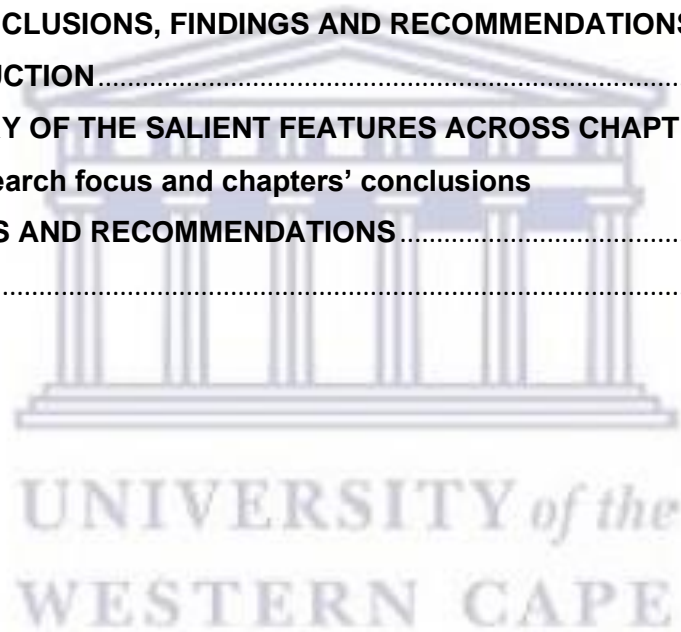 CLUSIONS, FINDINGS AND RECOMMENDATIONS
UCTION........................................................................
Y OF THE SALIENT FEATURES ACROSS CHAPT
earch focus and chapters’ conclusions
S AND RECOMMENDATIONS....................................
........................................................................................
UNIVERSITY of the
WESTERN CAPE